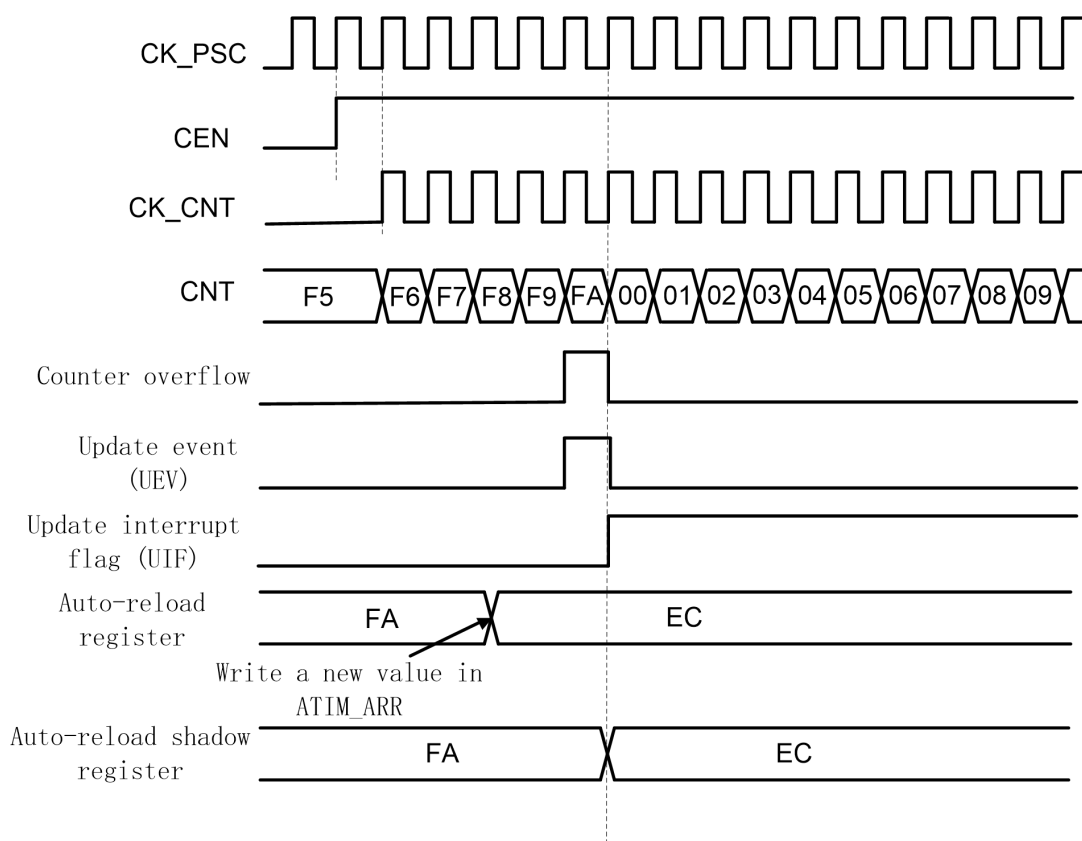 CK_PSC
CEN
CK_CNT
CNT F5 F6 F7 F8 F9 FA 00 01 02 03 04 05 06 07 08 09
Counter overflow
Update event
(UEV)
Update interrupt
flag (UIF)
Auto-reload
register
FA EC
Write a new value in
ATIM_ARR
Auto-reload shadow
register
FA EC